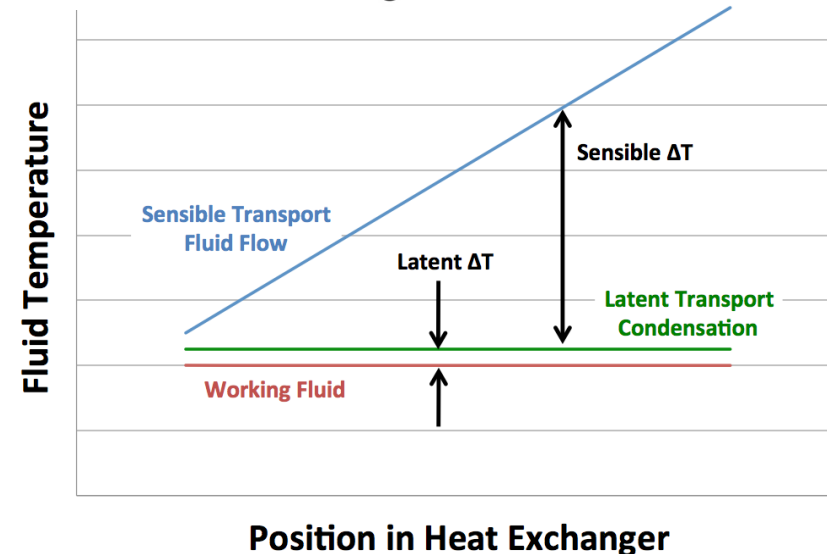 Fluid Temperature
Sensible ΔT
Sensible Transport
Fluid Flow
Latent ΔT
Latent Transport
Condensation
Working Fluid
Position in Heat Exchanger